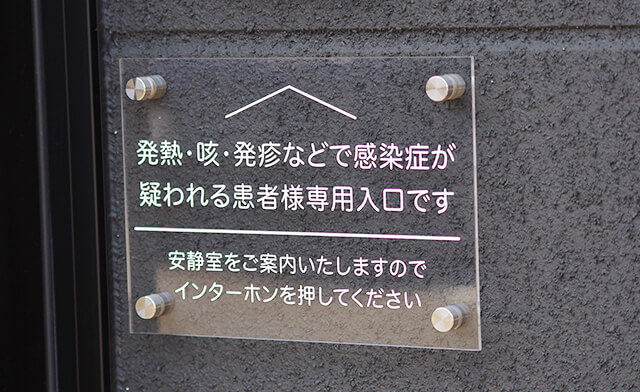 発熱・咳・発疹などで感染症が
疑われる患者様専用入口です
安静室をご案内いたしますので
インターホンを押してください